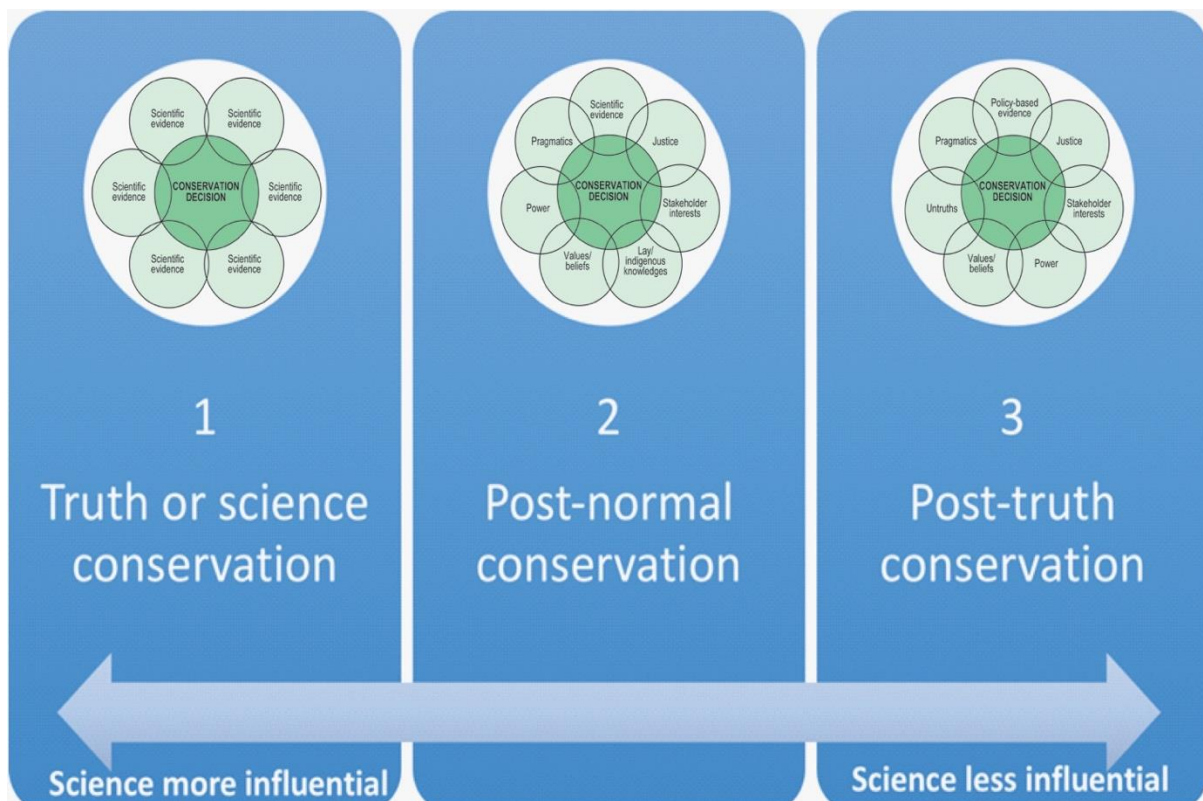 Scientific
evidence
Scientific
evidence
Scientific
evidence
CONSERVATION
DECISION
Scientific
evidence
Scientific
evidence
Scientific
evidence
1
Truth or science
conservation
Scientific
evidence
Pragmatics
Justice
Power
CONSERVATION
DECISION
Stakeholder
interests
Values/
beliefs
Lay/
indigenous
knowledges
2
Post-normal
conservation
Policy-based
evidence
Pragmatics
Justice
Untruths
CONSERVATION
DECISION
Stakeholder
interests
Values/
beliefs
Power
3
Post-truth
conservation
Science more influential
Science less influential